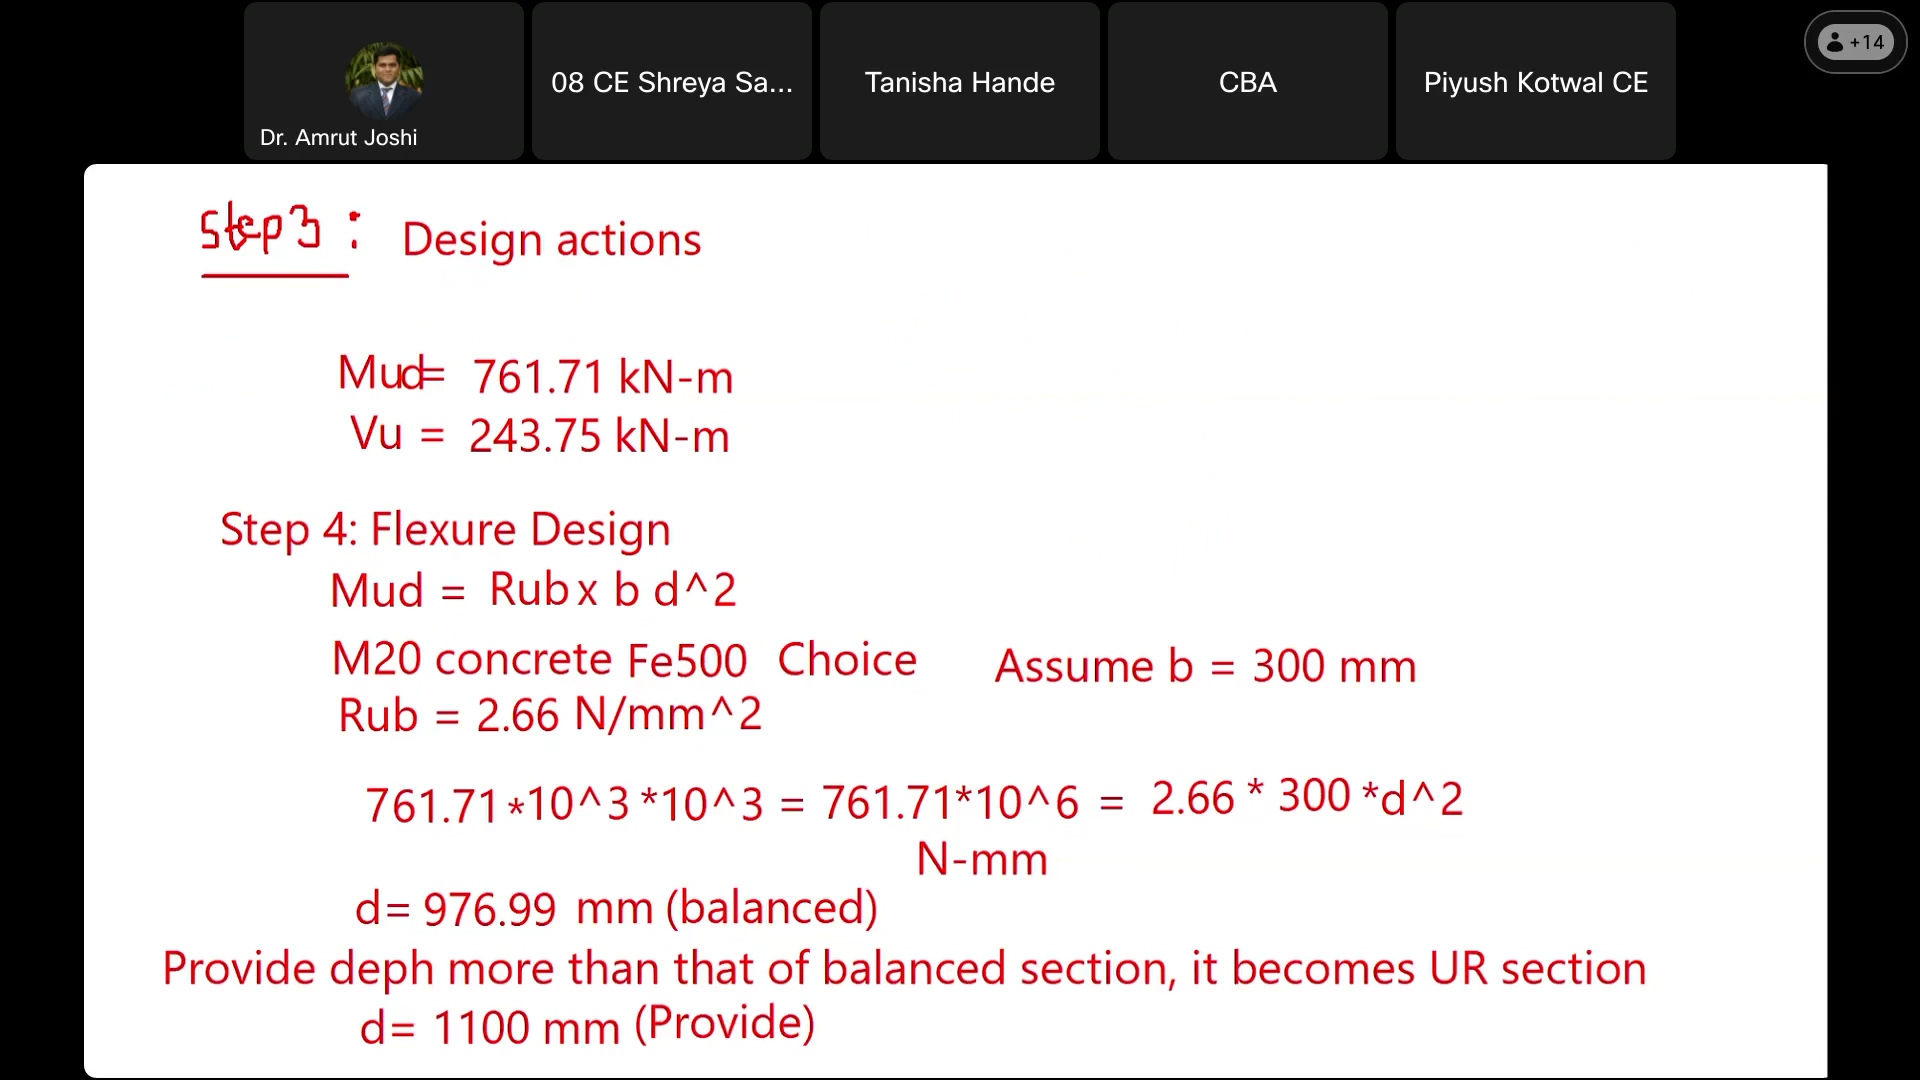 08 CE Shreya Sa...
Tanisha Hande
CBA
Piyush Kotwal CE
+14
Dr. Amrut Joshi
Step 3 : Design actions
Mud= 761.71 kN-m
Vu = 243.75 kN-m
Step 4: Flexure Design
Mud = Rub x b d^2
M20 concrete Fe500 Choice Assume b = 300 mm
Rub = 2.66 N/mm^2
761.71*10^3*10^3 = 761.71*10^6 = 2.66 * 300 *d^2
N-mm
d= 976.99 mm (balanced)
Provide deph more than that of balanced section, it becomes UR section
d= 1100 mm (Provide)